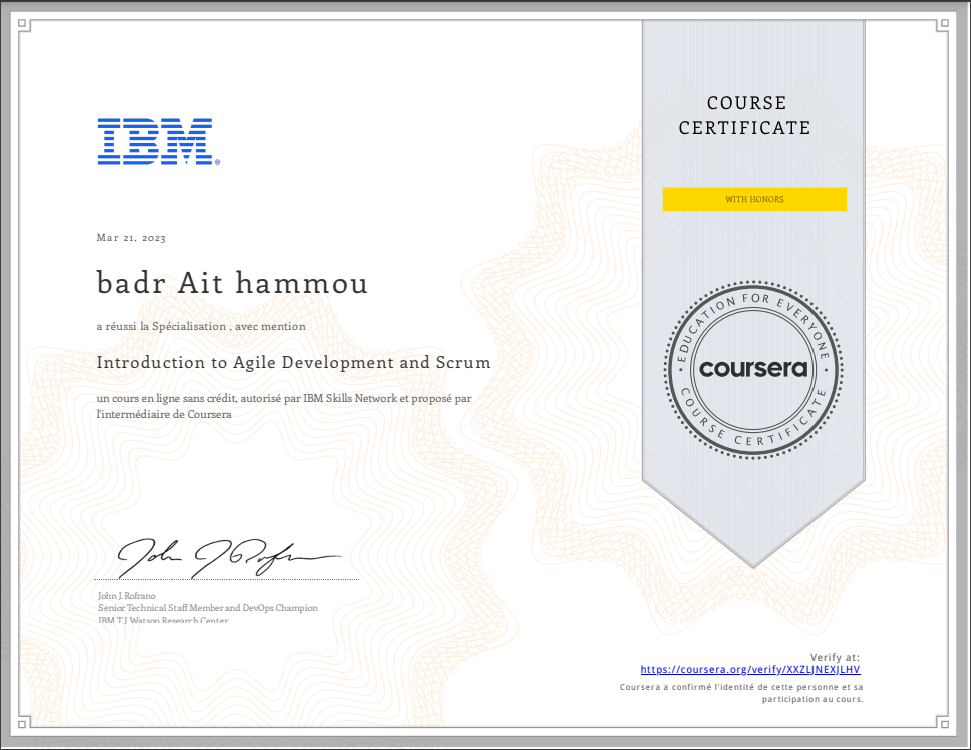 IBM®
COURSE
CERTIFICATE
WITH HONORS
Mar 21, 2023
badr Ait hammou
a réussi la Spécialisation , avec mention
Introduction to Agile Development and Scrum
un cours en ligne sans crédit, autorisé par IBM Skills Network et proposé par
l'intermédiaire de Coursera
EDUCATION FOR EVERYONE
coursera
COURSE CERTIFICATE
John J. Rofrano
John J. Rofrano
Senior Technical Staff Member and DevOps Champion
IBM T.J. Watson Research Center
Verify at:
https://coursera.org/verify/XXZLJNEXJLHV
Coursera a confirmé l'identité de cette personne et sa
participation au cours.